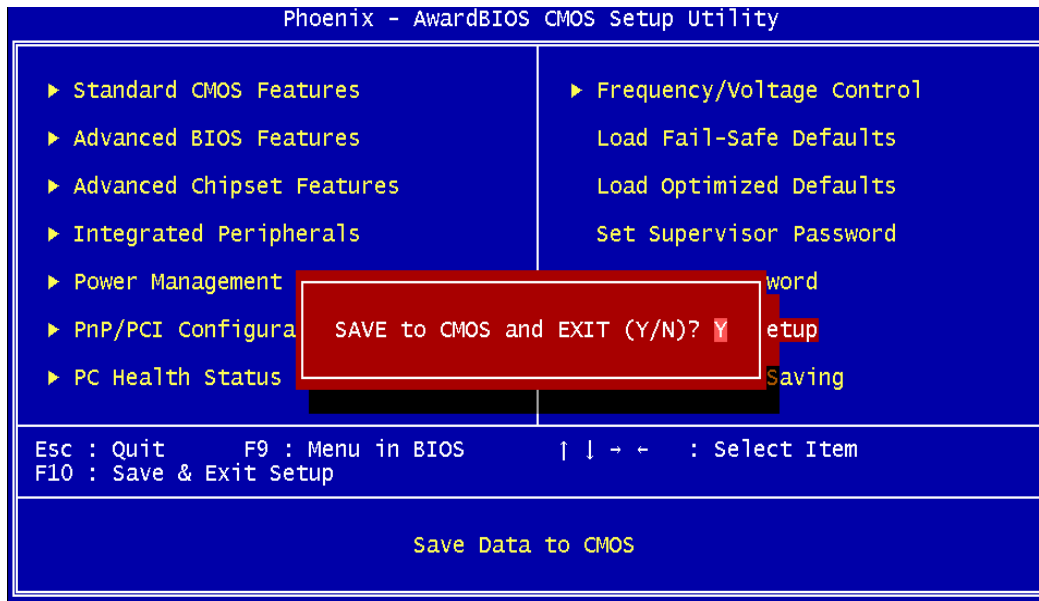 Phoenix - AwardBIOS CMOS Setup Utility
▶ Standard CMOS Features
▶ Advanced BIOS Features
▶ Advanced Chipset Features
▶ Integrated Peripherals
▶ Power Management
▶ PnP/PCI Configura
▶ PC Health Status
▶ Frequency/Voltage Control
Load Fail-Safe Defaults
Load Optimized Defaults
Set Supervisor Password
word
etup
Saving
SAVE to CMOS and EXIT (Y/N)? Y
Esc : Quit F9 : Menu in BIOS ↑ ↓ → ← : Select Item
F10 : Save & Exit Setup
Save Data to CMOS